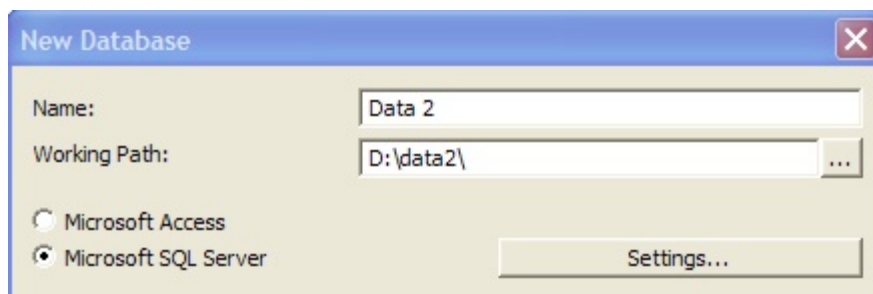 New Database
Name: Data 2
Working Path: D:\data2\ ...
Microsoft Access
Microsoft SQL Server Settings...